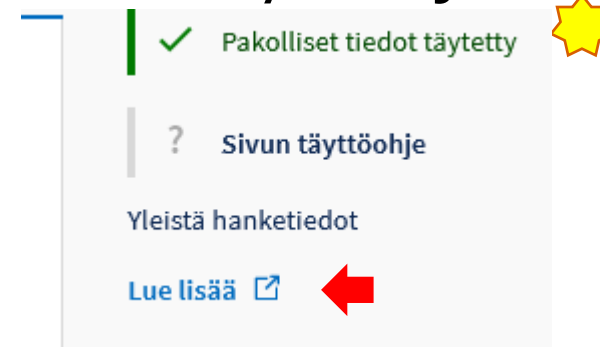 Pakolliset tiedot täytetty
? Sivun täyttöohje
Yleistä hanketiedot
Lue lisää